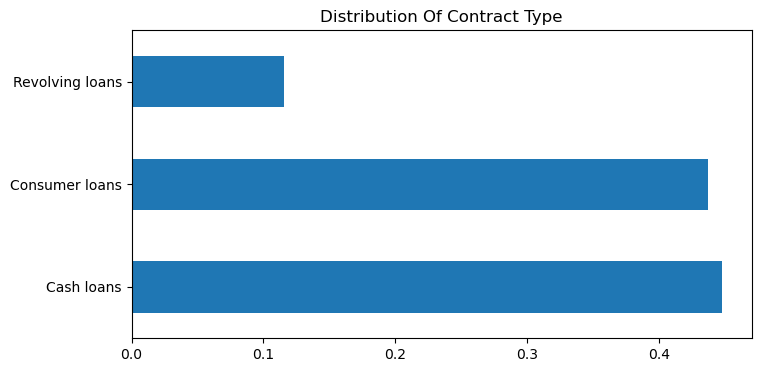 Distribution Of Contract Type
Revolving loans
Consumer loans
Cash loans
0.0 0.1 0.2 0.3 0.4